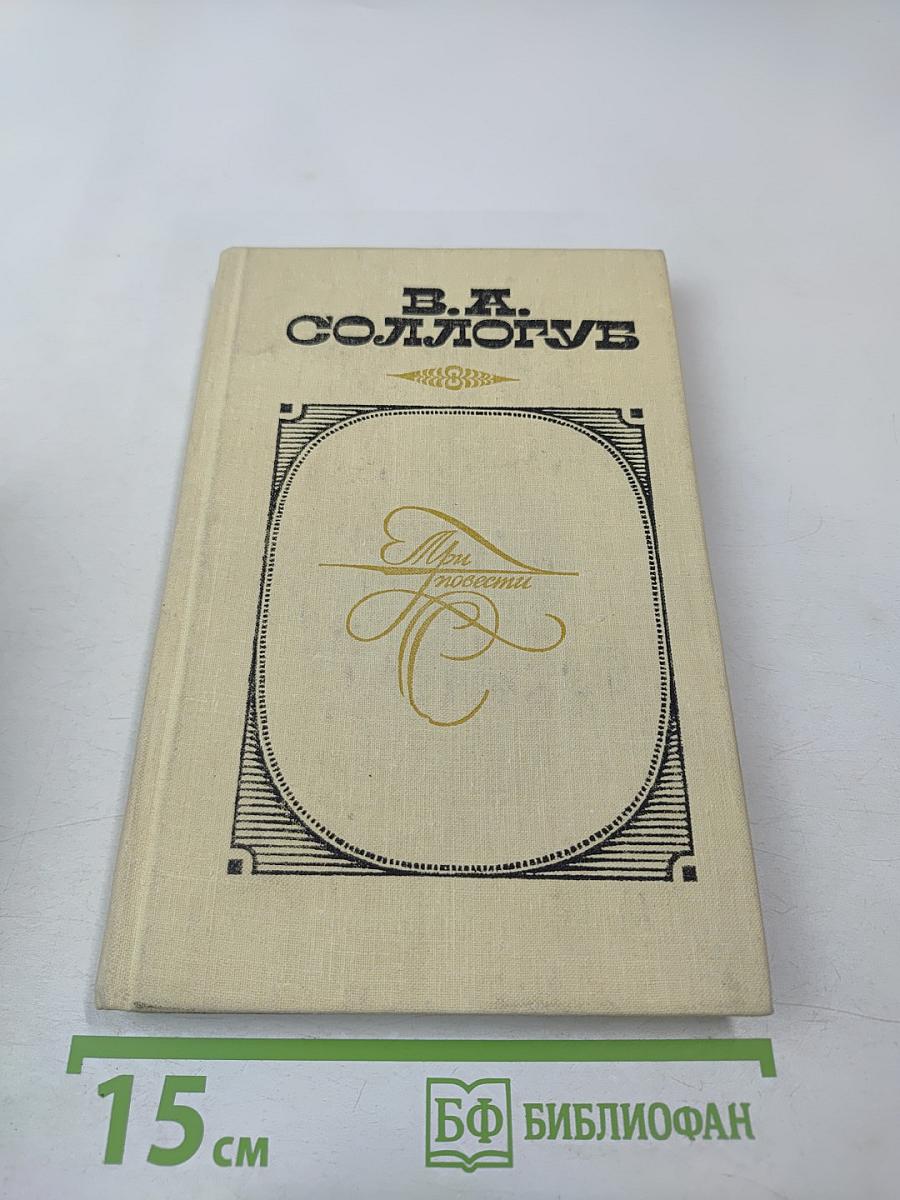 В. А.
СОЛЛОГУБ
Три
повести
15 см
БФ БИБЛИОФАН